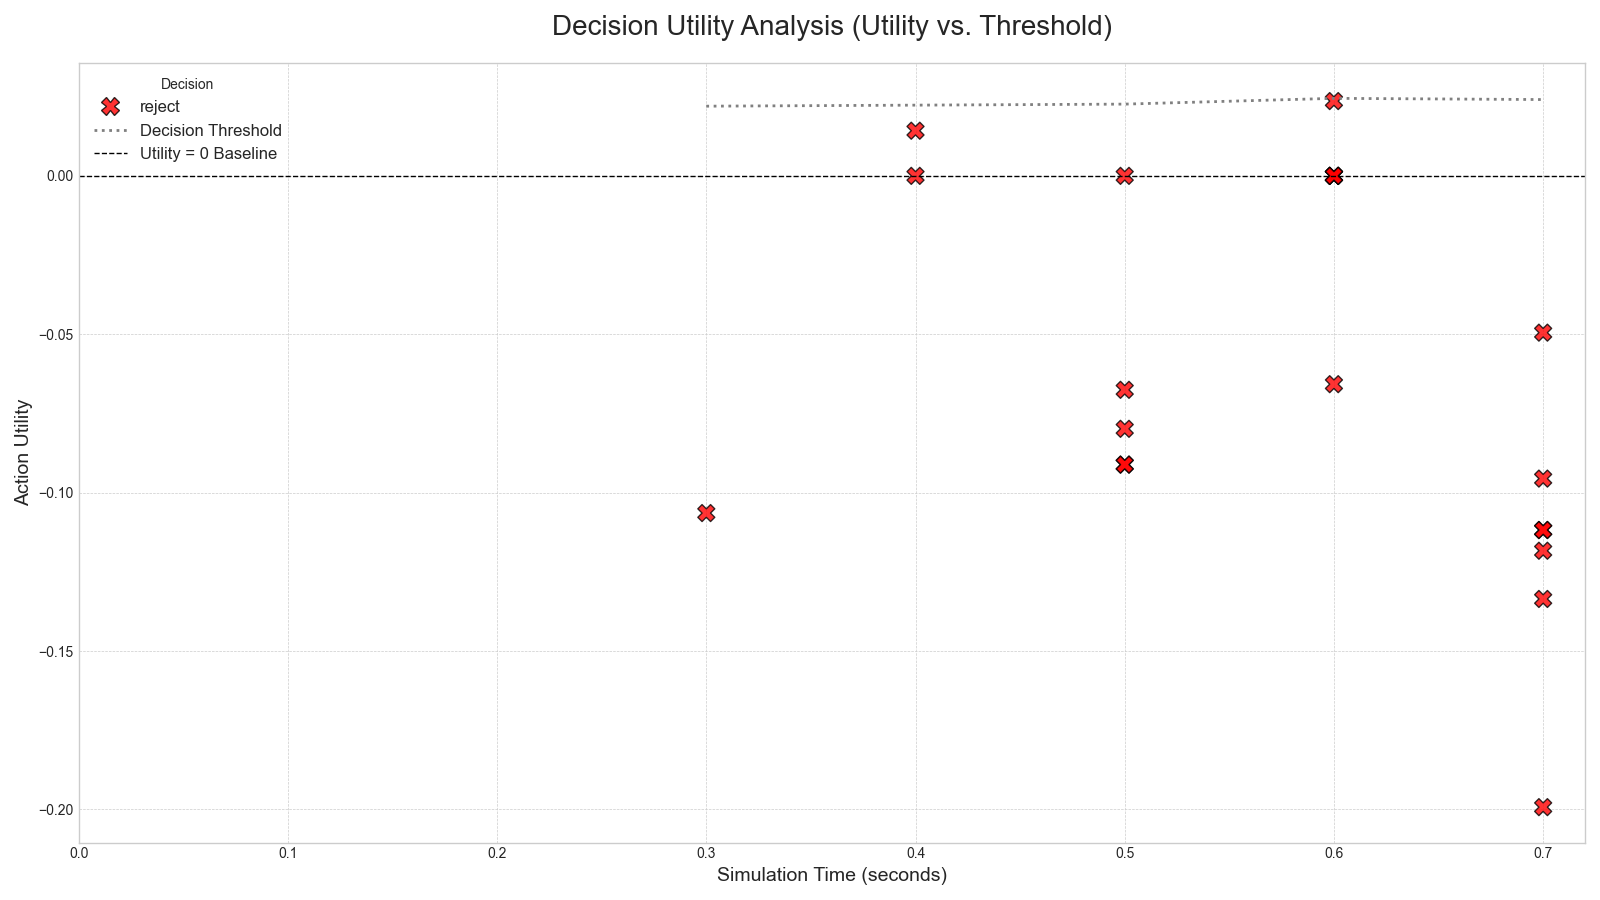 Decision Utility Analysis (Utility vs. Threshold)
Decision
reject
Decision Threshold
Utility = 0 Baseline
Action Utility
0.00
−0.05
−0.10
−0.15
−0.20
0.0 0.1 0.2 0.3 0.4 0.5 0.6 0.7
Simulation Time (seconds)